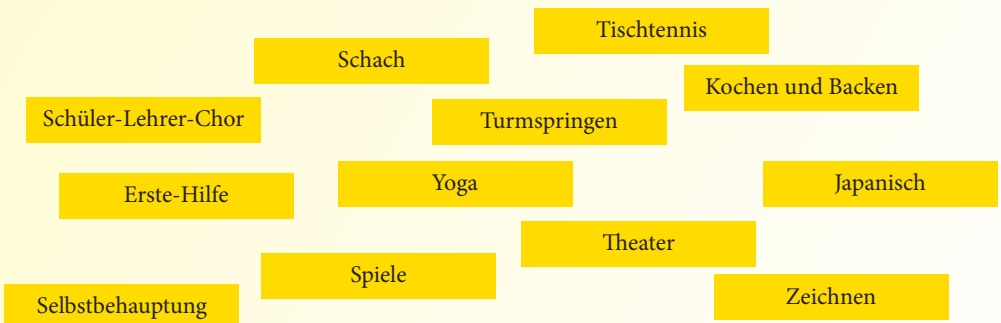 Tischtennis
Schach
Kochen und Backen
Schüler-Lehrer-Chor
Turmspringen
Erste-Hilfe
Yoga
Japanisch
Theater
Spiele
Selbstbehauptung
Zeichnen